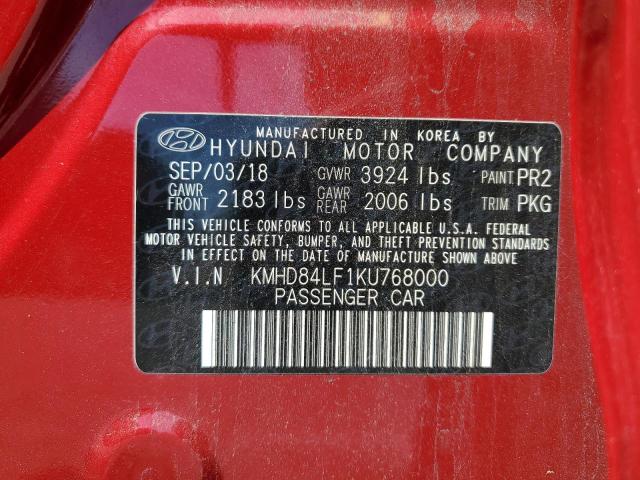 MANUFACTURED IN KOREA BY
HYUNDAI MOTOR COMPANY
SEP/03/18 GVWR 3924 lbs PAINT PR2
GAWR FRONT 2183 lbs GAWR REAR 2006 lbs TRIM PKG
THIS VEHICLE CONFORMS TO ALL APPLICABLE U.S.A. FEDERAL
MOTOR VEHICLE SAFETY, BUMPER, AND THEFT PREVENTION STANDARDS
IN EFFECT ON THE DATE OF MANUFACTURE SHOWN ABOVE.
V.I.N KMHD84LF1KU768000
PASSENGER CAR